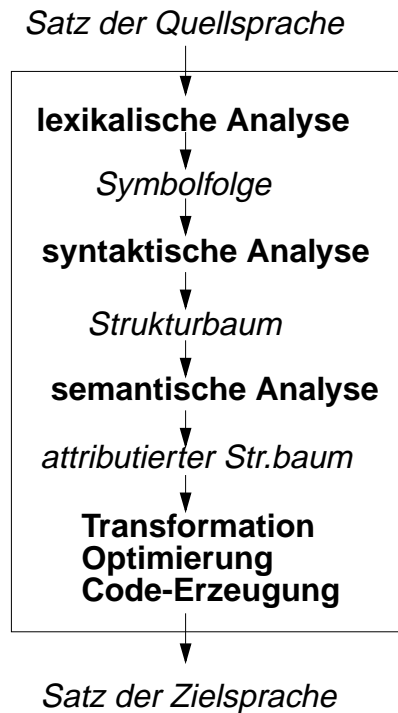 Satz der Quellsprache
lexikalische Analyse
Symbolfolge
syntaktische Analyse
Strukturbaum
semantische Analyse
attributierter Str.baum
Transformation
Optimierung
Code-Erzeugung
Satz der Zielsprache